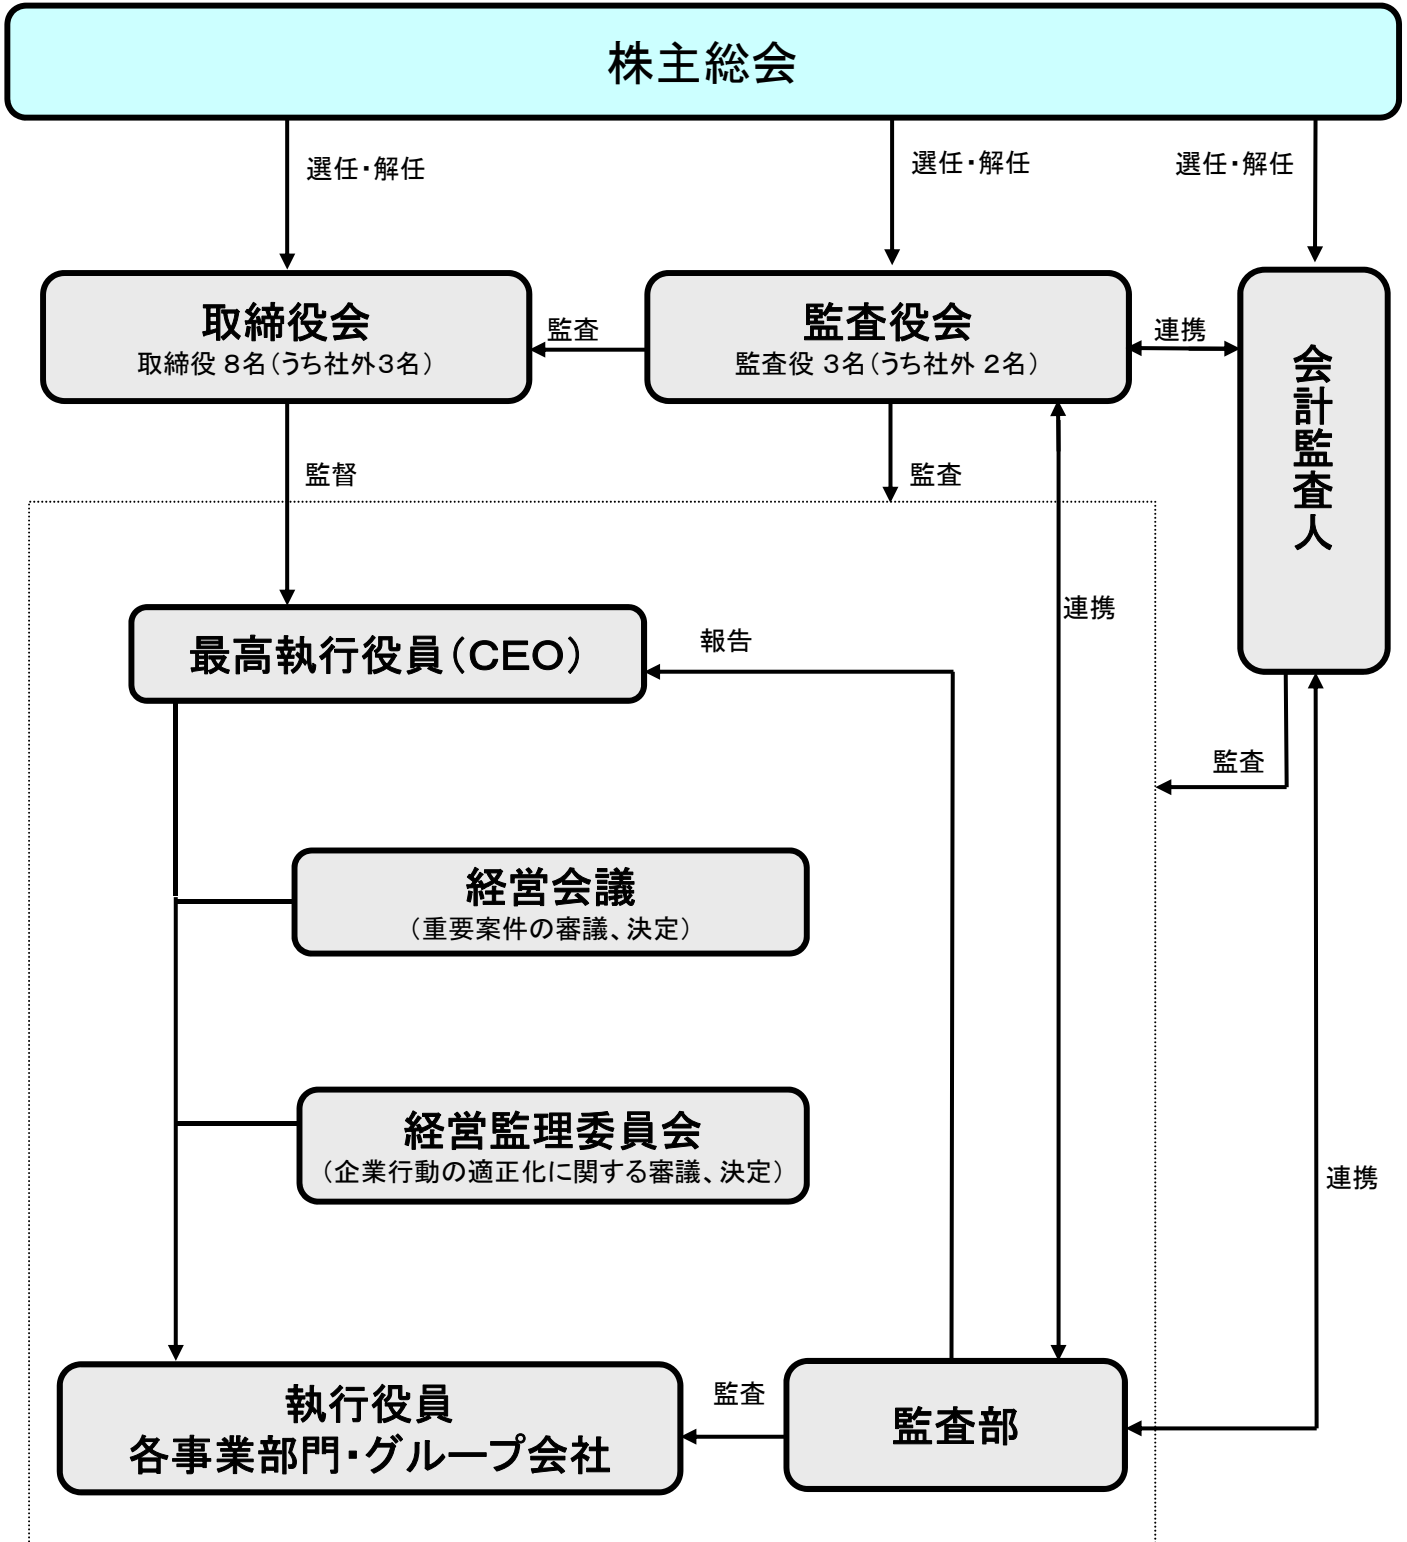 株主総会
選任・解任
選任・解任
選任・解任
取締役会
取締役 8名（うち社外３名）
監査
監査役会
監査役 ３名（うち社外 ２名）
連携
会計監査人
監督
監査
連携
最高執行役員（CEO）
報告
監査
経営会議
（重要案件の審議、決定）
経営監理委員会
（企業行動の適正化に関する審議、決定）
連携
執行役員
各事業部門・グループ会社
監査
監査部